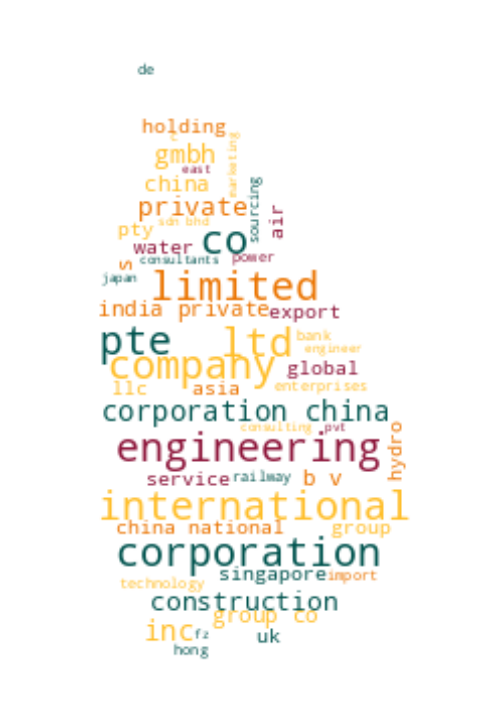 de
holding
c
gmbh
marketing
east
china
sourcing
private
air
sdn bhd
pty
co
water
consultants
power
s
japan
limited
india private
export
pte
ltd
bank
engineer
company
global
llc
asia
enterprises
corporation china
consulting
pvt
hydro
engineering
service
railway
b v
international
china national
group
corporation
singapore
import
technology
construction
group co
inc
fz
uk
hong